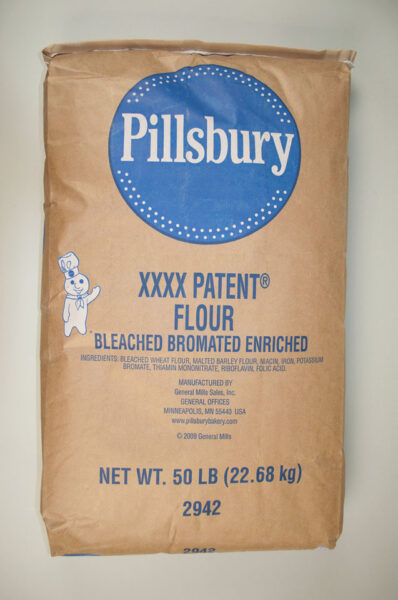 Pillsbury
XXXX PATENT®
FLOUR
BLEACHED BROMATED ENRICHED
INGREDIENTS: BLEACHED WHEAT FLOUR, MALTED BARLEY FLOUR, NIACIN, IRON, POTASSIUM
BROMATE, THIAMIN MONONITRATE, RIBOFLAVIN, FOLIC ACID.
MANUFACTURED BY
General Mills Sales, Inc.
GENERAL OFFICES
MINNEAPOLIS, MN 55440 USA
www.pillsburybakery.com
© 2009 General Mills
NET WT. 50 LB (22.68 kg)
2942
2942